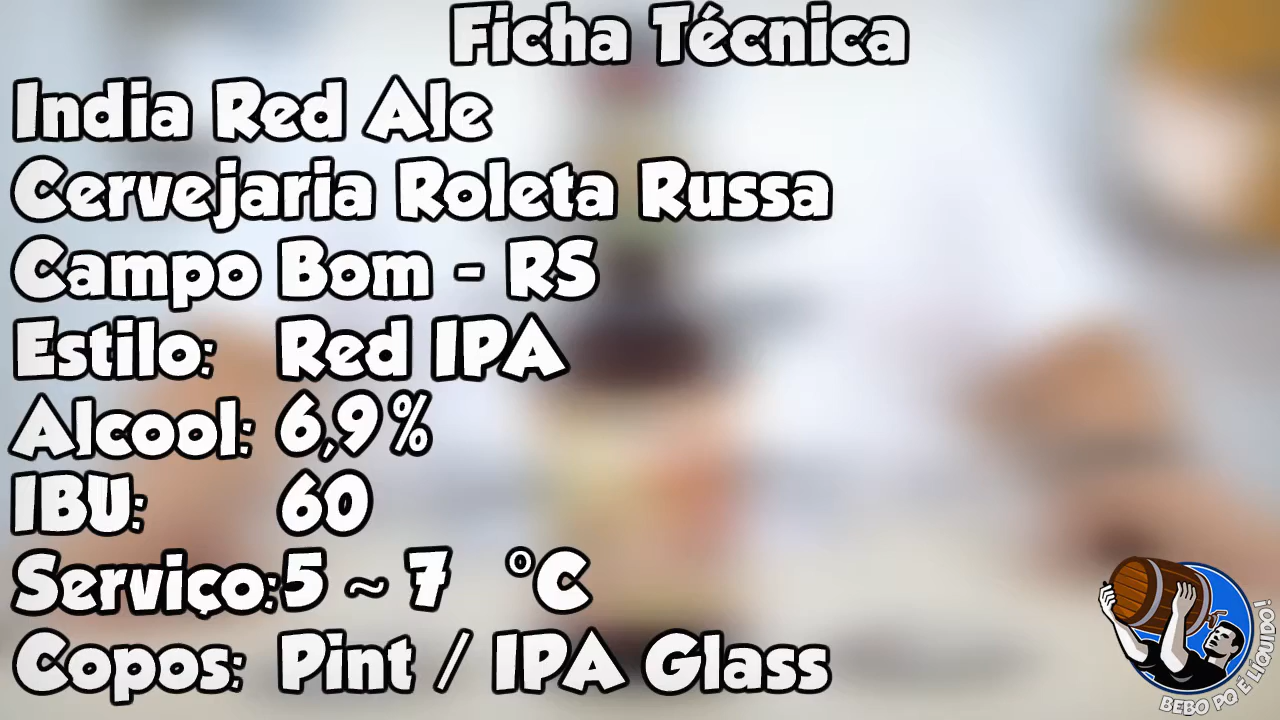 Ficha Técnica
India Red Ale
Cervejaria Roleta Russa
Campo Bom - RS
Estilo: Red IPA
Alcool: 6,9%
IBU: 60
Serviço: 5 ~ 7 °C
Copos: Pint / IPA Glass
BEBO PQ É LÍQUIDO!